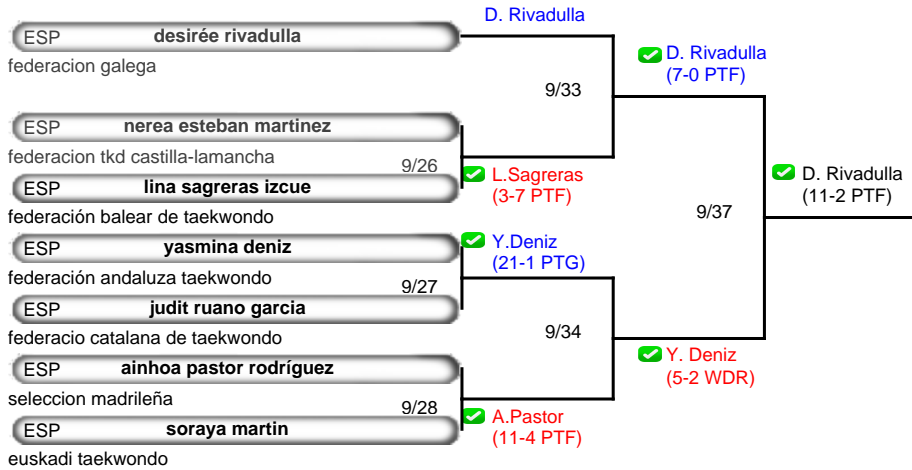 D. Rivadulla
ESP desirée rivadulla
federacion galega
D. Rivadulla
(7-0 PTF)
9/33
ESP nerea esteban martinez
federacion tkd castilla-lamancha
9/26
L.Sagreras
(3-7 PTF)
ESP lina sagreras izcue
federación balear de taekwondo
D. Rivadulla
(11-2 PTF)
9/37
ESP yasmina deniz
Y.Deniz
(21-1 PTG)
federación andaluza taekwondo
9/27
ESP judit ruano garcia
federacio catalana de taekwondo
9/34
Y. Deniz
(5-2 WDR)
ESP ainhoa pastor rodríguez
seleccion madrileña
9/28
A.Pastor
(11-4 PTF)
ESP soraya martin
euskadi taekwondo